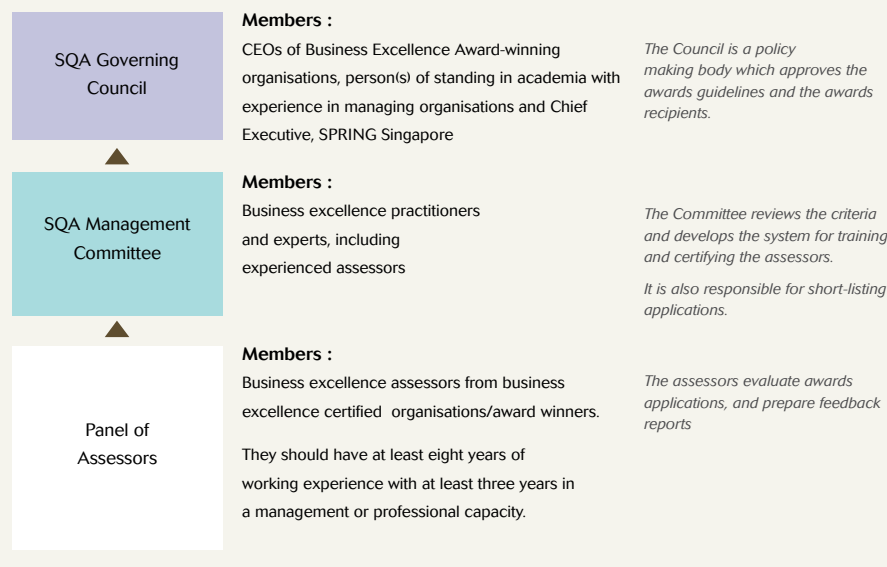 SQA Governing
Council
Members :
CEOs of Business Excellence Award-winning
organisations, person(s) of standing in academia with
experience in managing organisations and Chief
Executive, SPRING Singapore
The Council is a policy
making body which approves the
awards guidelines and the awards
recipients.
SQA Management
Committee
Members :
Business excellence practitioners
and experts, including
experienced assessors
The Committee reviews the criteria
and develops the system for training
and certifying the assessors.
It is also responsible for short-listing
applications.
Panel of
Assessors
Members :
Business excellence assessors from business
excellence certified organisations/award winners.
They should have at least eight years of
working experience with at least three years in
a management or professional capacity.
The assessors evaluate awards
applications, and prepare feedback
reports